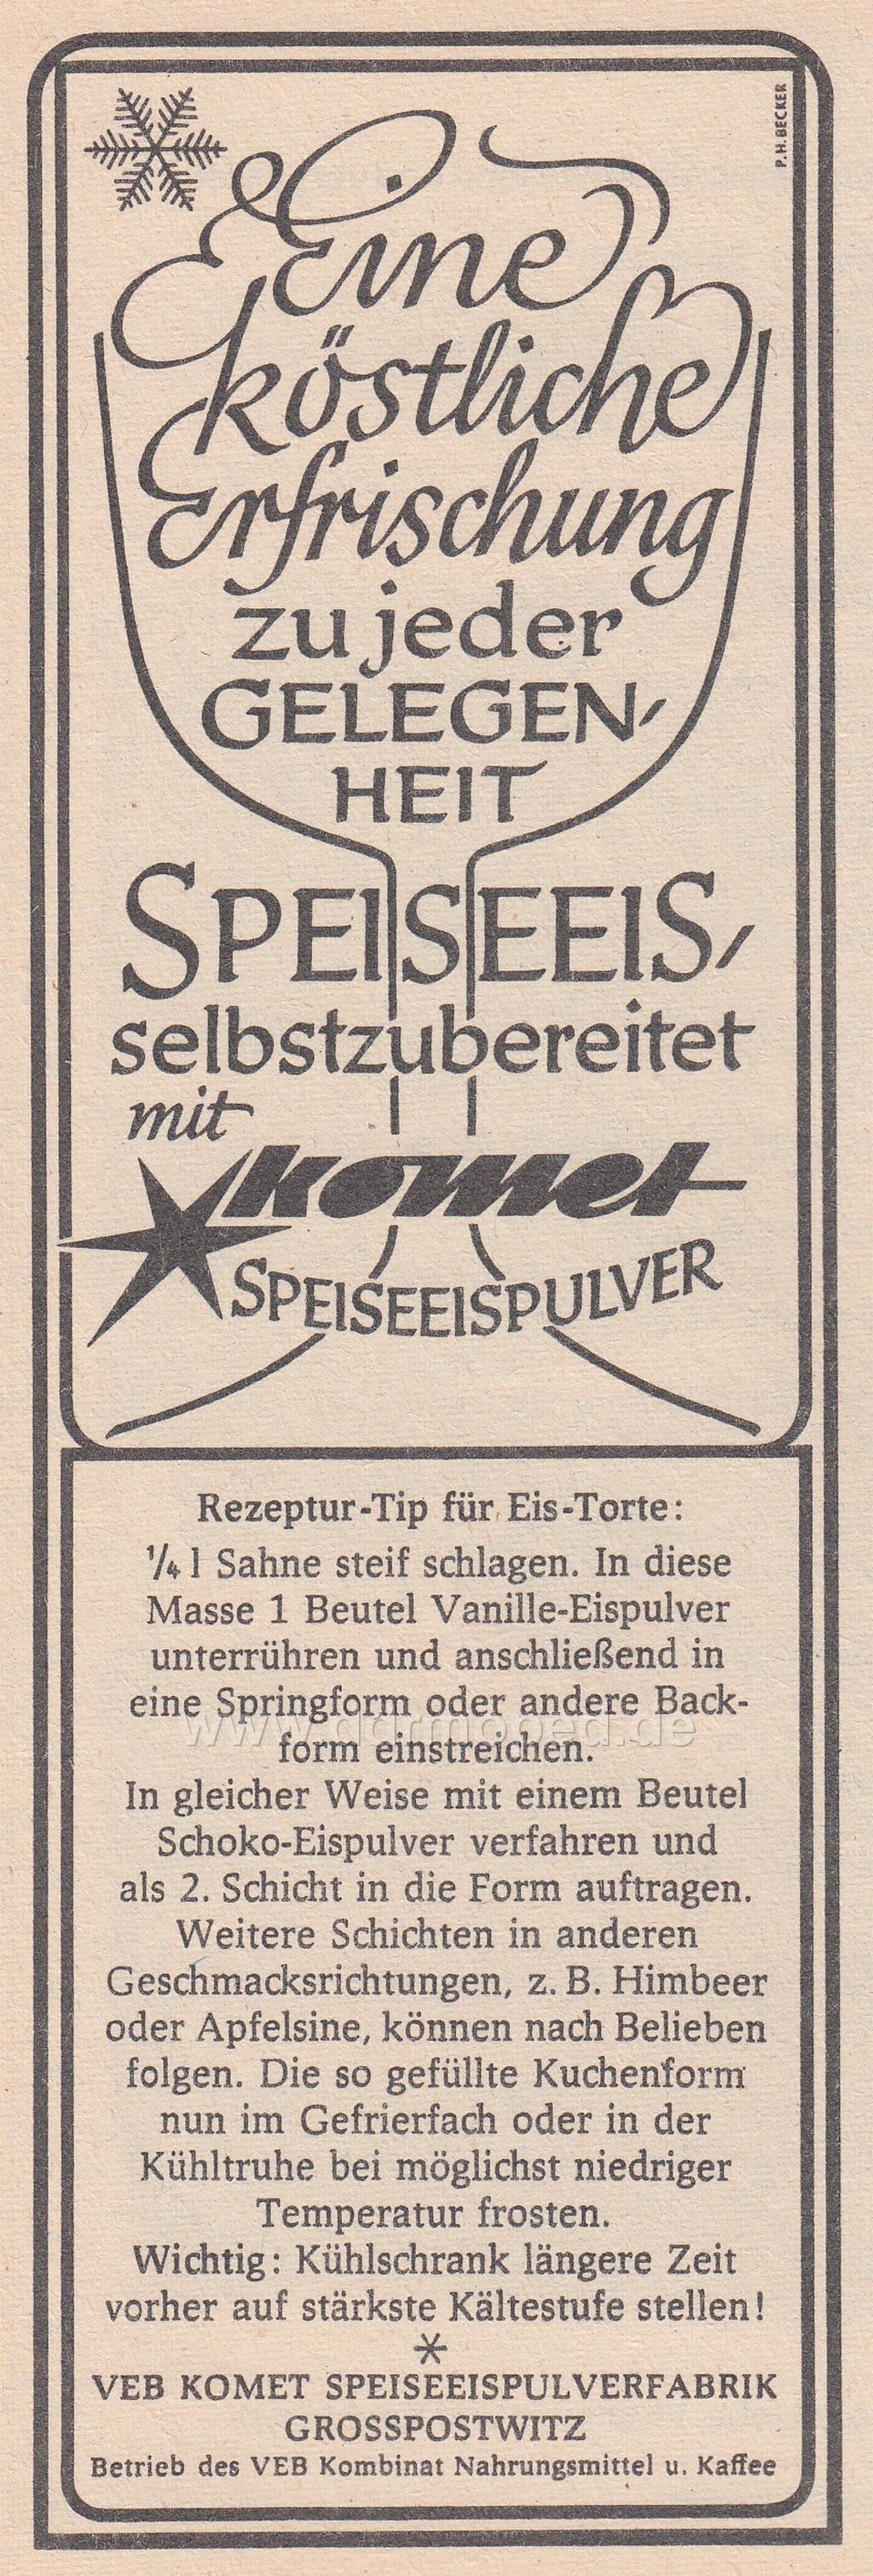 P. H. BECKER
Eine
köstliche
Erfrischung
zu jeder
GELEGEN-
HEIT
SPEISEEIS,
selbstzubereitet
mit
komet
SPEISEEISPULVER
Rezeptur-Tip für Eis-Torte:
¼ l Sahne steif schlagen. In diese
Masse 1 Beutel Vanille-Eispulver
unterrühren und anschließend in
eine Springform oder andere Back-
form einstreichen.
www.ddrmoped.de
In gleicher Weise mit einem Beutel
Schoko-Eispulver verfahren und
als 2. Schicht in die Form auftragen.
Weitere Schichten in anderen
Geschmacksrichtungen, z. B. Himbeer
oder Apfelsine, können nach Belieben
folgen. Die so gefüllte Kuchenform
nun im Gefrierfach oder in der
Kühltruhe bei möglichst niedriger
Temperatur frosten.
Wichtig: Kühlschrank längere Zeit
vorher auf stärkste Kältestufe stellen!
VEB KOMET SPEISEEISPULVERFABRIK
GROSSPOSTWITZ
Betrieb des VEB Kombinat Nahrungsmittel u. Kaffee